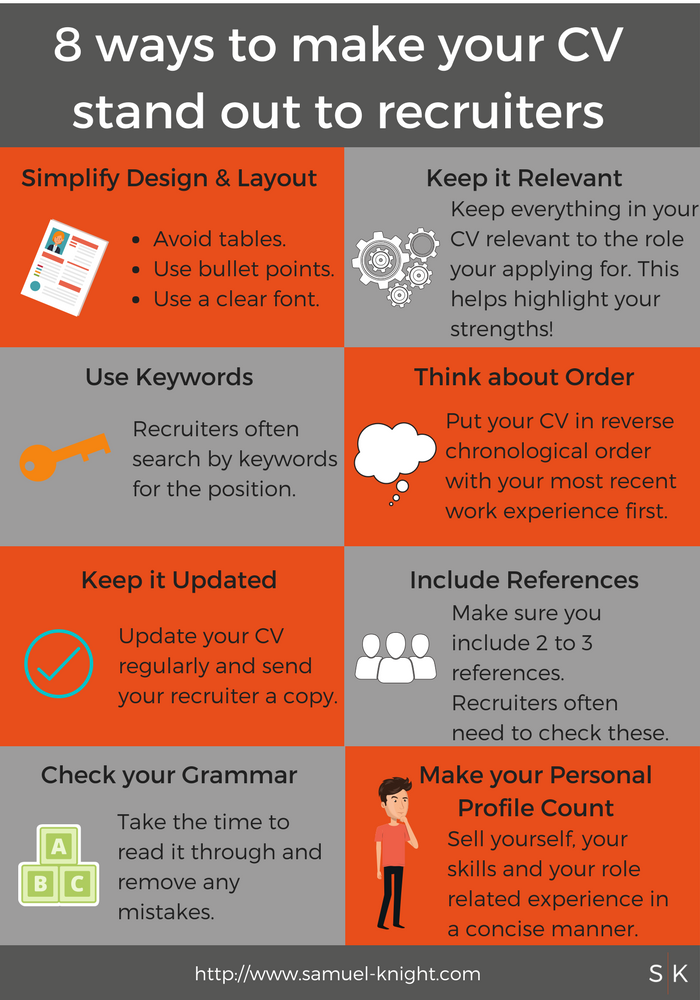 8 ways to make your CV
stand out to recruiters
Simplify Design & Layout
• Avoid tables.
• Use bullet points.
• Use a clear font.
Keep it Relevant
Keep everything in your
CV relevant to the role
your applying for. This
helps highlight your
strengths!
Use Keywords
Recruiters often
search by keywords
for the position.
Think about Order
Put your CV in reverse
chronological order
with your most recent
work experience first.
Keep it Updated
Update your CV
regularly and send
your recruiter a copy.
Include References
Make sure you
include 2 to 3
references.
Recruiters often
need to check these.
Check your Grammar
A
B C
Take the time to
read it through and
remove any
mistakes.
Make your Personal
Profile Count
Sell yourself, your
skills and your role
related experience in
a concise manner.
http://www.samuel-knight.com
S|K